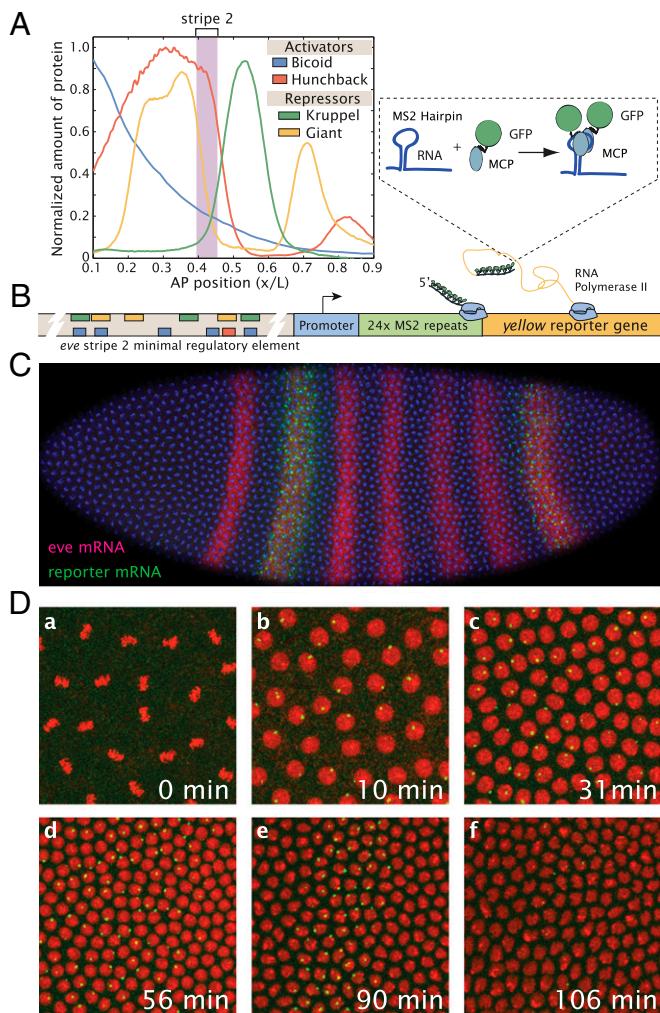 A
stripe 2
Normalized amount of protein
1.0
0.8
0.6
0.4
0.2
0
0.1 0.2 0.3 0.4 0.5 0.6 0.7 0.8 0.9
AP position (x/L)
Activators
Bicoid
Hunchback
Repressors
Kruppel
Giant
MS2 Hairpin
RNA
+
GFP
MCP
GFP
MCP
B
5'
RNA
Polymerase II
Promoter
24x MS2 repeats
yellow reporter gene
eve stripe 2 minimal regulatory element
C
eve mRNA
reporter mRNA
D
a
0 min
b
10 min
c
31min
d
56 min
e
90 min
f
106 min